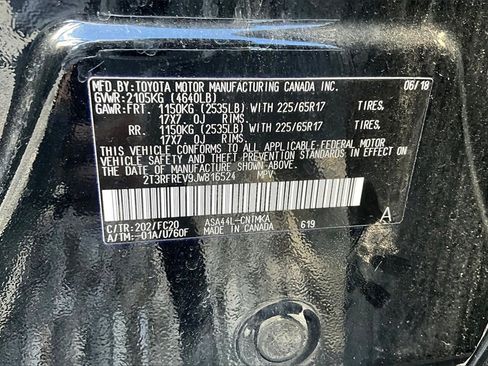 MFD.BY:TOYOTA MOTOR MANUFACTURING CANADA INC. 06/18
GVWR:2105KG (4640LB)
GAWR:FRT. 1150KG (2535LB) WITH 225/65R17 TIRES,
17X7.0J RIMS.
RR. 1150KG (2535LB) WITH 225/65R17 TIRES,
17X7.0J RIMS.
THIS VEHICLE CONFORMS TO ALL APPLICABLE FEDERAL MOTOR
VEHICLE SAFETY AND THEFT PREVENTION STANDARDS IN EFFECT ON
THE DATE OF MANUFACTURE SHOWN ABOVE.
2T3RFREV9JW816524 MPV
A
C/TR:202/FC20 ASA44L-CNTMKA
A/TM:-01A/U760F MADE IN CANADA 619